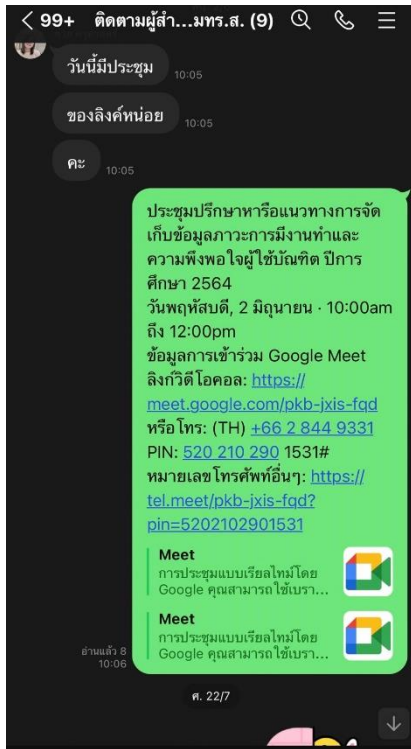 99+ ติดตามผู้สำ...มทร.ส. (9)
วันนี้มีประชุม
10:05
ของลิงค์หน่อย
10:05
คะ
10:05
ประชุมปรึกษาหารือแนวทางการจัด
เก็บข้อมูลภาวะการมีงานทำและ
ความพึงพอใจผู้ใช้บัณฑิต ปีการ
ศึกษา 2564
วันพฤหัสบดี, 2 มิถุนายน · 10:00am
ถึง 12:00pm
ข้อมูลการเข้าร่วม Google Meet
ลิงก์วิดีโอคอล: https://
meet.google.com/pkb-jxis-fqd
หรือโทร: (TH) +66 2 844 9331
PIN: 520 210 290 1531#
หมายเลขโทรศัพท์อื่นๆ: https://
tel.meet/pkb-jxis-fqd?
pin=5202102901531
Meet
การประชุมแบบเรียลไทม์โดย
Google คุณสามารถใช้เบรา...
Meet
การประชุมแบบเรียลไทม์โดย
Google คุณสามารถใช้เบรา...
อ่านแล้ว 8
10:06
ศ. 22/7